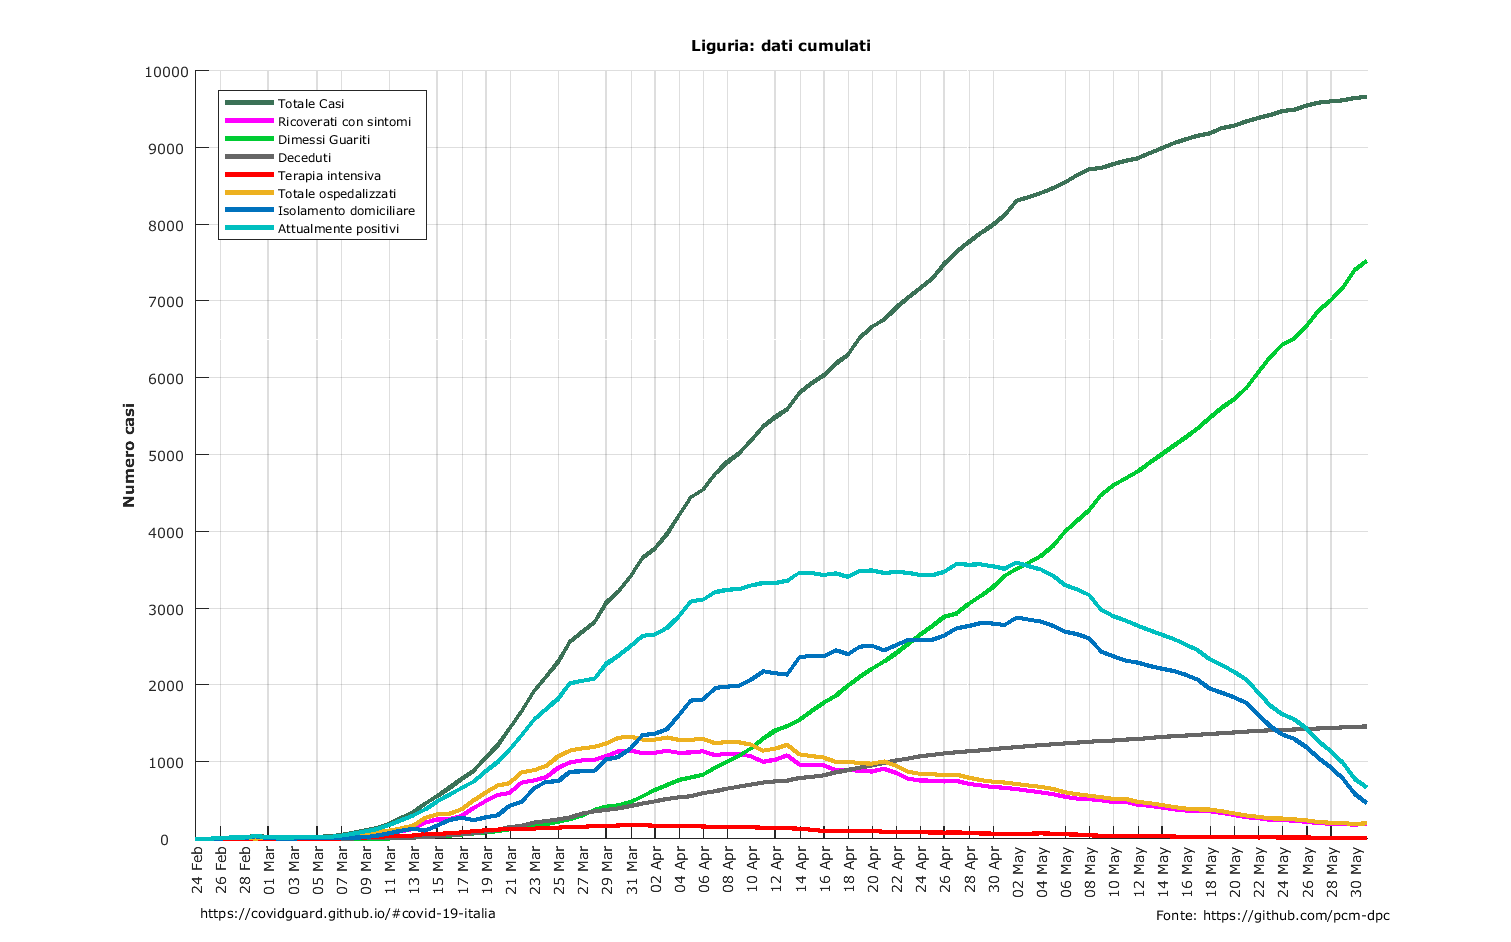 Liguria: dati cumulati
10000
9000
8000
7000
6000
5000
4000
3000
2000
1000
0
Numero casi
Totale Casi
Ricoverati con sintomi
Dimessi Guariti
Deceduti
Terapia intensiva
Totale ospedalizzati
Isolamento domiciliare
Attualmente positivi
24 Feb
26 Feb
28 Feb
01 Mar
03 Mar
05 Mar
07 Mar
09 Mar
11 Mar
13 Mar
15 Mar
17 Mar
19 Mar
21 Mar
23 Mar
25 Mar
27 Mar
29 Mar
31 Mar
02 Apr
04 Apr
06 Apr
08 Apr
10 Apr
12 Apr
14 Apr
16 Apr
18 Apr
20 Apr
22 Apr
24 Apr
26 Apr
28 Apr
30 Apr
02 May
04 May
06 May
08 May
10 May
12 May
14 May
16 May
18 May
20 May
22 May
24 May
26 May
28 May
30 May
https://covidguard.github.io/#covid-19-italia
Fonte: https://github.com/pcm-dpc